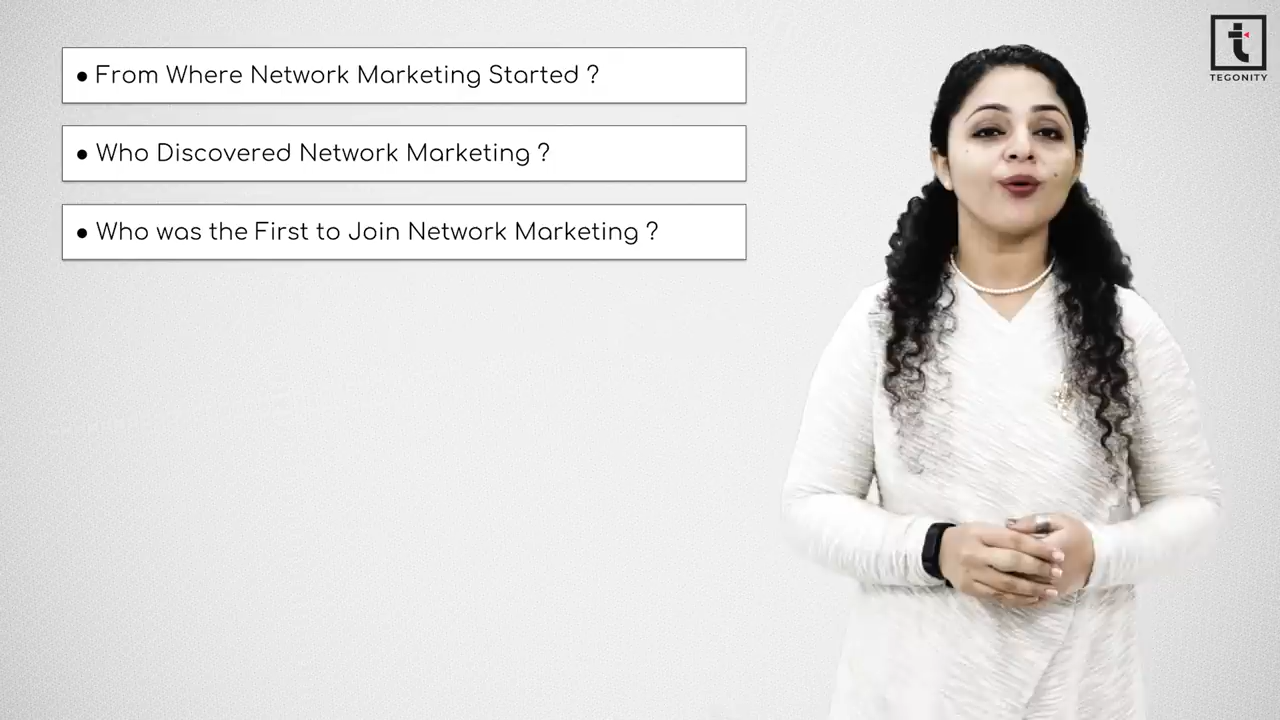 ● From Where Network Marketing Started ?
● Who Discovered Network Marketing ?
● Who was the First to Join Network Marketing ?
t
TEGONITY